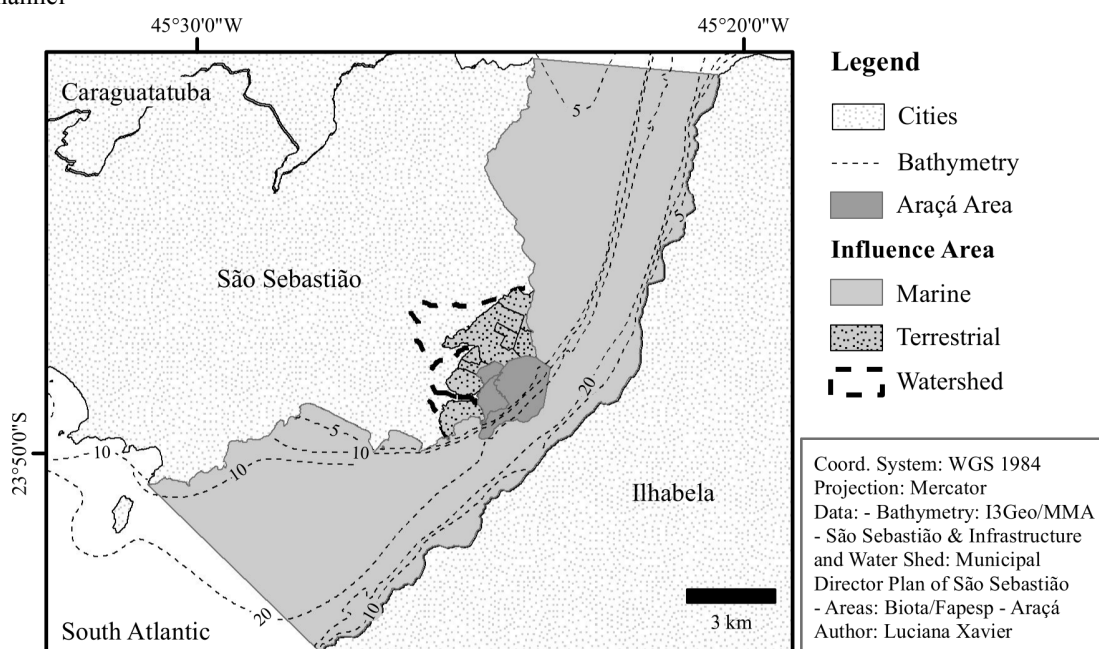 45°30'0"W
45°20'0"W
Caraguatatuba
5
5
São Sebastião
20
23°50'0"S
10
5
10
10
Ilhabela
20
10
South Atlantic
3 km
Legend
Cities
Bathymetry
Araçá Area
Influence Area
Marine
Terrestrial
Watershed
Coord. System: WGS 1984
Projection: Mercator
Data: - Bathymetry: I3Geo/MMA
- São Sebastião & Infrastructure
and Water Shed: Municipal
Director Plan of São Sebastião
- Areas: Biota/Fapesp - Araçá
Author: Luciana Xavier